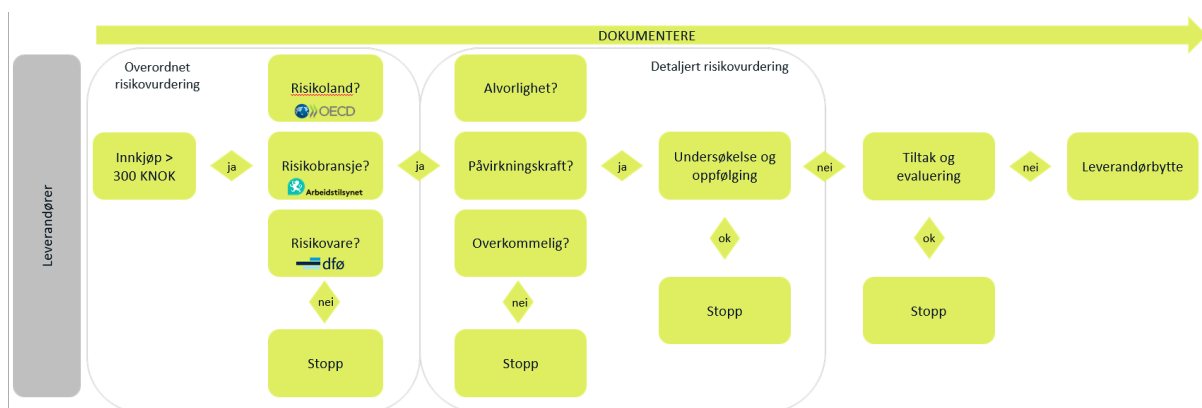 DOKUMENTERE
Leverandører
Overordnet
risikovurdering
Detaljert risikovurdering
Innkjøp >
300 KNOK
ja
Risikoland?
OECD
Risikobransje?
Arbeidstilsynet
Risikovare?
dfø
nei
Stopp
ja
Alvorlighet?
Påvirkningskraft?
Overkommelig?
nei
Stopp
ja
Undersøkelse og
oppfølging
ok
Stopp
nei
Tiltak og
evaluering
ok
Stopp
nei
Leverandørbytte